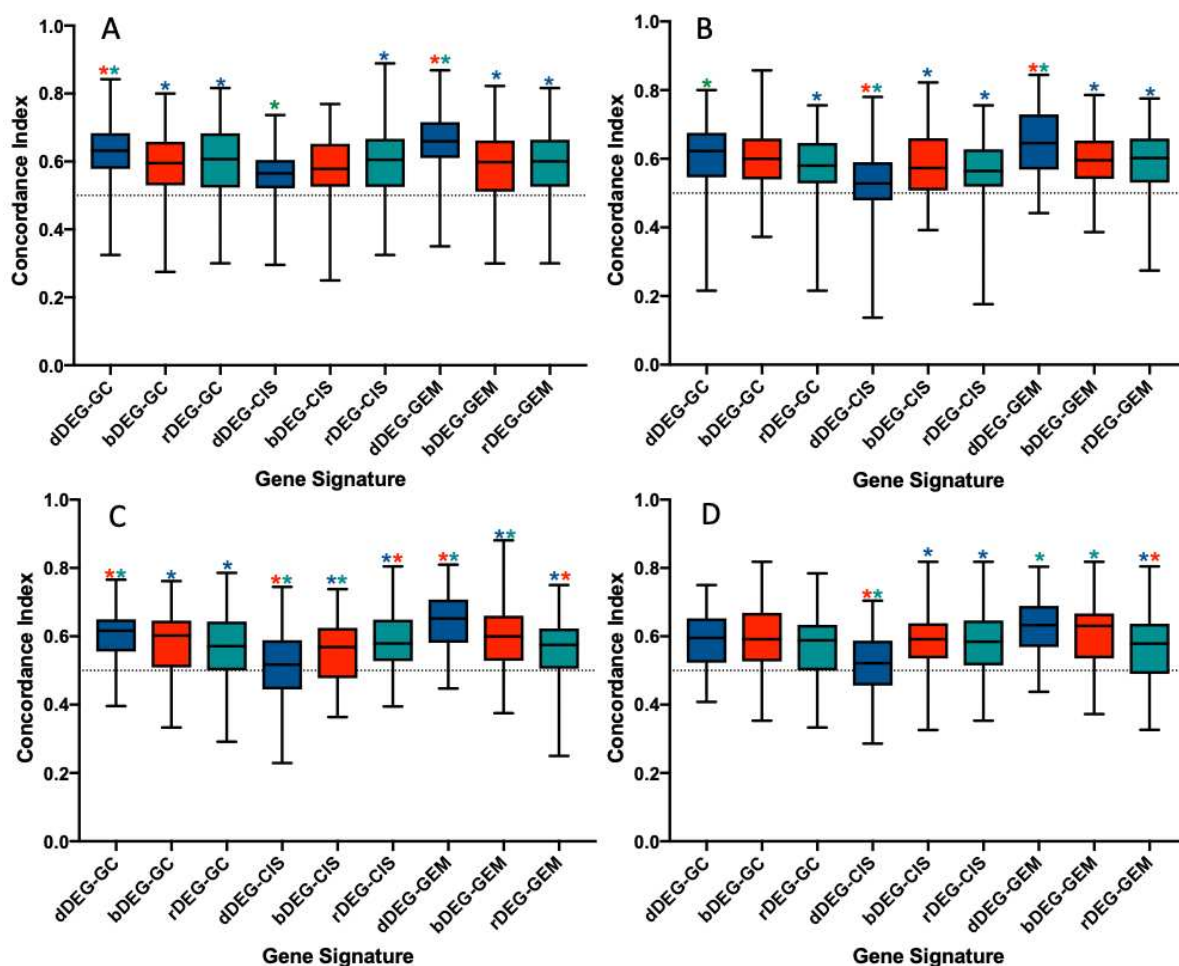 A
Concordance Index
1.0
0.8
0.6
0.4
0.2
0.0
** * * * * ** * *
dDEG-GC bDEG-GC rDEG-GC dDEG-CIS bDEG-CIS rDEG-CIS dDEG-GEM bDEG-GEM rDEG-GEM
Gene Signature
B
Concordance Index
1.0
0.8
0.6
0.4
0.2
0.0
* * ** * * ** * *
dDEG-GC bDEG-GC rDEG-GC dDEG-CIS bDEG-CIS rDEG-CIS dDEG-GEM bDEG-GEM rDEG-GEM
Gene Signature
C
Concordance Index
1.0
0.8
0.6
0.4
0.2
0.0
** * * ** ** ** ** ** **
dDEG-GC bDEG-GC rDEG-GC dDEG-CIS bDEG-CIS rDEG-CIS dDEG-GEM bDEG-GEM rDEG-GEM
Gene Signature
D
Concordance Index
1.0
0.8
0.6
0.4
0.2
0.0
** * * * * **
dDEG-GC bDEG-GC rDEG-GC dDEG-CIS bDEG-CIS rDEG-CIS dDEG-GEM bDEG-GEM rDEG-GEM
Gene Signature